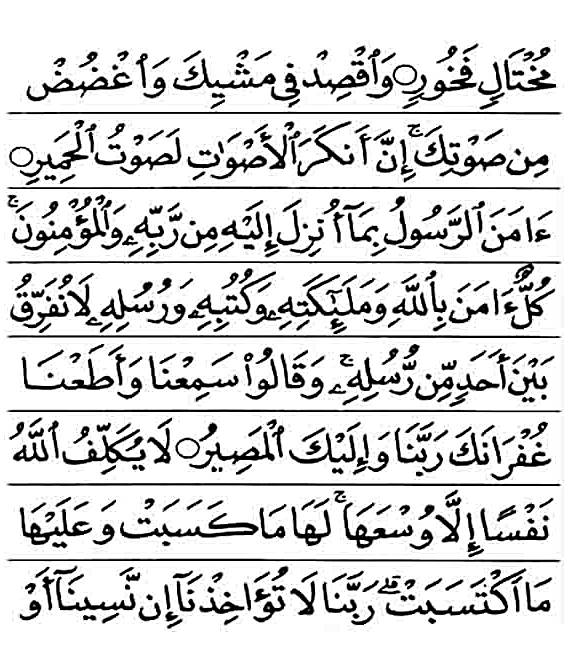 مُخْتَالٍ فَخُورٍ ○ وَٱقْصِدْ فِي مَشْيِكَ وَٱغْضُضْ
مِن صَوْتِكَ ۚ إِنَّ أَنكَرَ ٱلْأَصْوَٰتِ لَصَوْتُ ٱلْحَمِيرِ ○
ءَامَنَ ٱلرَّسُولُ بِمَآ أُنزِلَ إِلَيْهِ مِن رَّبِّهِۦ وَٱلْمُؤْمِنُونَ ۚ
كُلٌّ ءَامَنَ بِٱللَّهِ وَمَلَٰٓئِكَتِهِۦ وَكُتُبِهِۦ وَرُسُلِهِۦ لَا نُفَرِّقُ
بَيْنَ أَحَدٍ مِّن رُّسُلِهِۦ ۚ وَقَالُوا۟ سَمِعْنَا وَأَطَعْنَا
غُفْرَانَكَ رَبَّنَا وَإِلَيْكَ ٱلْمَصِيرُ ○ لَا يُكَلِّفُ ٱللَّهُ
نَفْسًا إِلَّا وُسْعَهَا ۚ لَهَا مَا كَسَبَتْ وَعَلَيْهَا
مَا ٱكْتَسَبَتْ ۗ رَبَّنَا لَا تُؤَاخِذْنَآ إِن نَّسِينَآ أَوْ